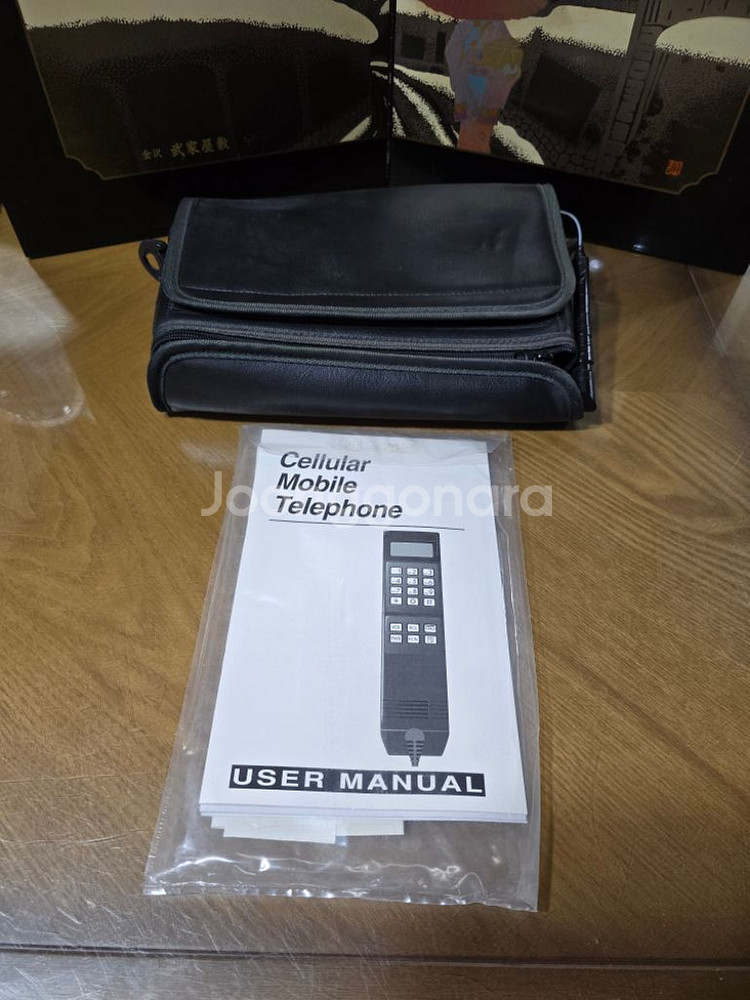 金沢 武家屋敷
Joonggonara
Cellular
Mobile
Telephone
USER MANUAL